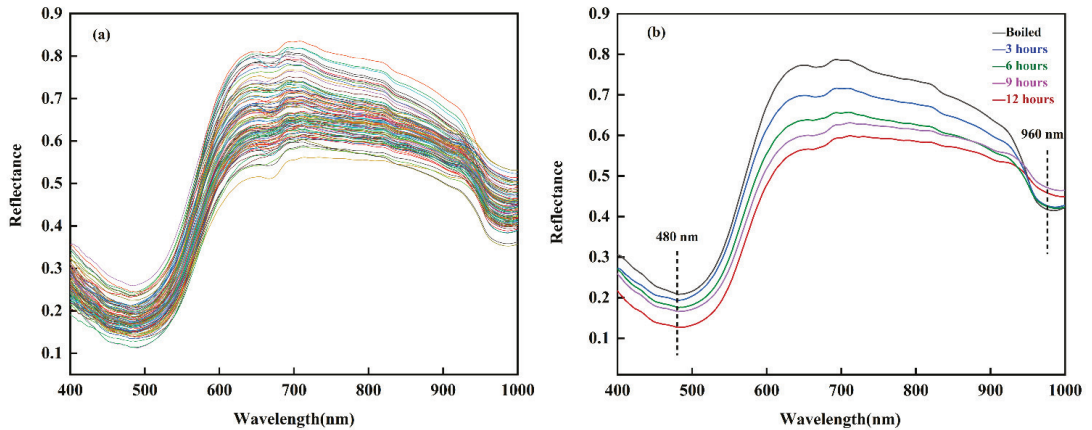 (a)
Reflectance
0.9
0.8
0.7
0.6
0.5
0.4
0.3
0.2
0.1
400 500 600 700 800 900 1000
Wavelength(nm)
(b)
Reflectance
0.9
0.8
0.7
0.6
0.5
0.4
0.3
0.2
0.1
Boiled
3 hours
6 hours
9 hours
12 hours
960 nm
480 nm
400 500 600 700 800 900 1000
Wavelength(nm)